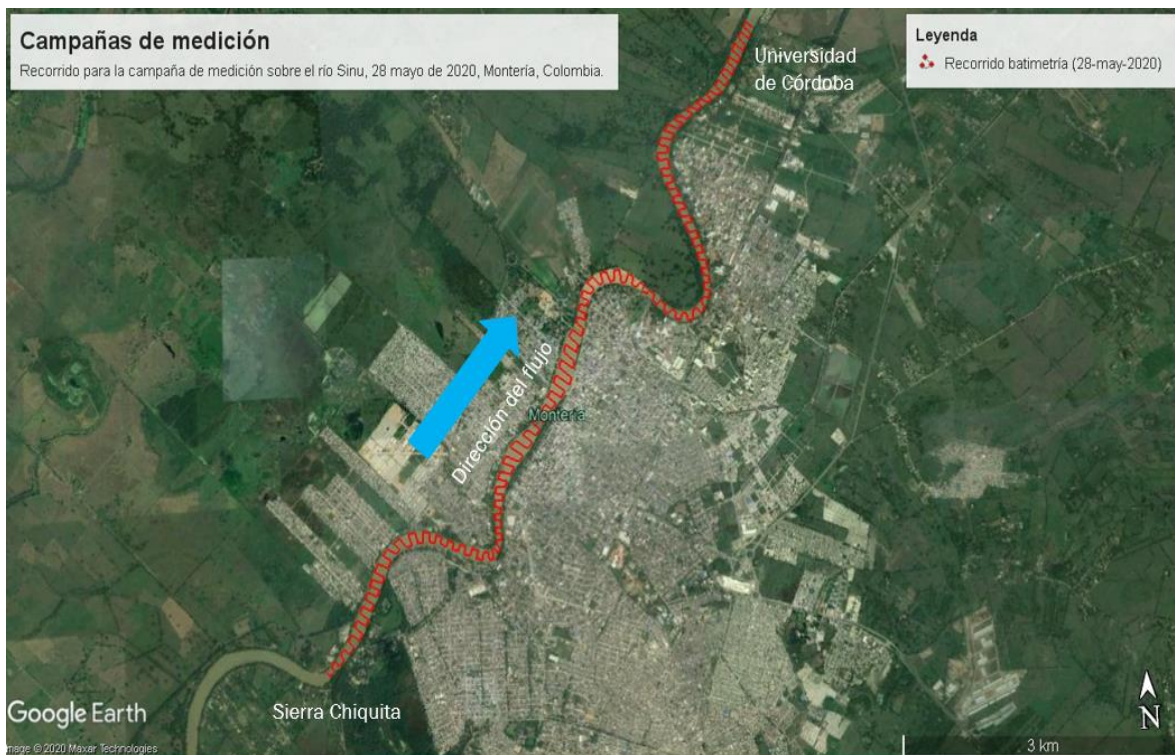 Campañas de medición
Recorrido para la campaña de medición sobre el río Sinu, 28 mayo de 2020, Montería, Colombia.
Leyenda
Recorrido batimetría (28-may-2020)
Universidad
de Córdoba
Dirección del flujo
Montería
Sierra Chiquita
Google Earth
mage © 2020 Maxar Technologies
N
3 km